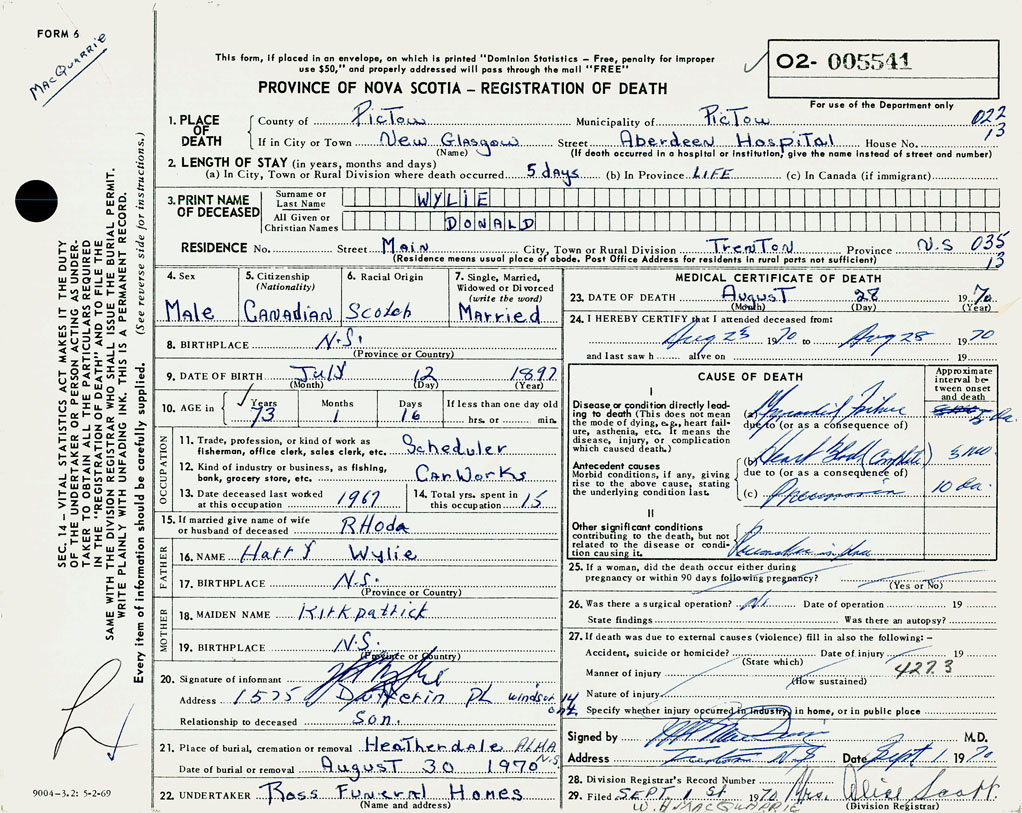 FORM 6
MACQUARRIE
This form, if placed in an envelope, on which is printed "Dominion Statistics – Free, penalty for improper
use $50," and properly addressed will pass through the mail "FREE"
PROVINCE OF NOVA SCOTIA – REGISTRATION OF DEATH
02- 005541
For use of the Department only
1. PLACE OF DEATH
County of PicTou Municipality of PicTou 022
If in City or Town New Glasgow Street Aberdeen Hospital House No. 13
(Name) (If death occurred in a hospital or institution, give the name instead of street and number)
2. LENGTH OF STAY (in years, months and days)
(a) In City, Town or Rural Division where death occurred 5 days (b) In Province LIFE (c) In Canada (if immigrant)
3. PRINT NAME OF DECEASED
Surname or Last Name WYLIE
All Given or Christian Names DONALD
RESIDENCE No. Street Main City, Town or Rural Division Trenton Province N.S 035
(Residence means usual place of abode. Post Office Address for residents in rural parts not sufficient) 13
4. Sex
Male
5. Citizenship (Nationality)
Canadian
6. Racial Origin
Scotch
7. Single, Married, Widowed or Divorced (write the word)
Married
8. BIRTHPLACE N.S.
(Province or Country)
9. DATE OF BIRTH July 12 1897
(Month) (Day) (Year)
10. AGE in Years Months Days If less than one day old
73 1 16 hrs. or min.
OCCUPATION
11. Trade, profession, or kind of work as fisherman, office clerk, sales clerk, etc. Scheduler
12. Kind of industry or business, as fishing, bank, grocery store, etc. Car Works
13. Date deceased last worked at this occupation 1967
14. Total yrs. spent in this occupation 15
15. If married give name of wife or husband of deceased RHoda
FATHER
16. NAME Harry Wylie
17. BIRTHPLACE N.S.
(Province or Country)
MOTHER
18. MAIDEN NAME Kirkpatrick
19. BIRTHPLACE N.S.
(Province or Country)
20. Signature of informant
Address 1575 Dufferin PL Windsor 14 ont.
Relationship to deceased Son.
21. Place of burial, cremation or removal Heatherdale ALMA N.S
Date of burial or removal August 30 1970
22. UNDERTAKER Ross Funeral Homes
(Name and address)
MEDICAL CERTIFICATE OF DEATH
23. DATE OF DEATH August 28 1970
(Month) (Day) (Year)
24. I HEREBY CERTIFY that I attended deceased from:
Aug 23 1970 to Aug 28 1970
and last saw h alive on 19
CAUSE OF DEATH
Approximate interval between onset and death
I
Disease or condition directly leading to death (This does not mean the mode of dying, e.g., heart failure, asthenia, etc. It means the disease, injury, or complication which caused death.)
(a) Failure
due to (or as a consequence of)
Antecedent causes
Morbid conditions, if any, giving rise to the above cause, stating the underlying condition last.
(b) Heart Block (Complete)
due to (or as a consequence of)
(c) Pneumonia 10 da.
II
Other significant conditions contributing to the death, but not related to the disease or condition causing it.
Pacemaker in place
25. If a woman, did the death occur either during pregnancy or within 90 days following pregnancy?
(Yes or No)
26. Was there a surgical operation? No Date of operation 19
State findings Was there an autopsy?
27. If death was due to external causes (violence) fill in also the following: –
Accident, suicide or homicide? Date of injury 19
(State which)
Manner of injury 4273
(How sustained)
Nature of injury
Specify whether injury occurred in industry, in home, or in public place
Signed by M.D.
Address Trenton N.S Date Sept 1 1970
28. Division Registrar's Record Number
29. Filed SEPT 1 St 1970 Mrs. Alice Scott.
W.H. MACQUARRIE (Division Registrar)
SEC. 14 – VITAL STATISTICS ACT MAKES IT THE DUTY
OF THE UNDERTAKER OR PERSON ACTING AS UNDER-
TAKER TO OBTAIN ALL THE PARTICULARS REQUIRED
IN THE "REGISTRATION OF DEATH" AND TO FILE THE
SAME WITH THE DIVISION REGISTRAR WHO SHALL ISSUE THE BURIAL PERMIT.
WRITE PLAINLY WITH UNFADING INK. THIS IS A PERMANENT RECORD.
Every item of information should be carefully supplied. (See reverse side for instructions.)
9004-3.2: 5-2-69